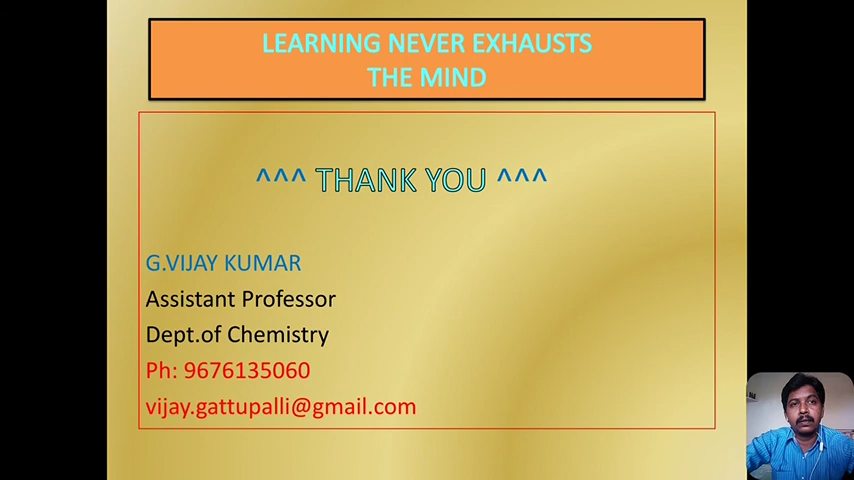 LEARNING NEVER EXHAUSTS
THE MIND
^^^ THANK YOU ^^^
G.VIJAY KUMAR
Assistant Professor
Dept.of Chemistry
Ph: 9676135060
vijay.gattupalli@gmail.com